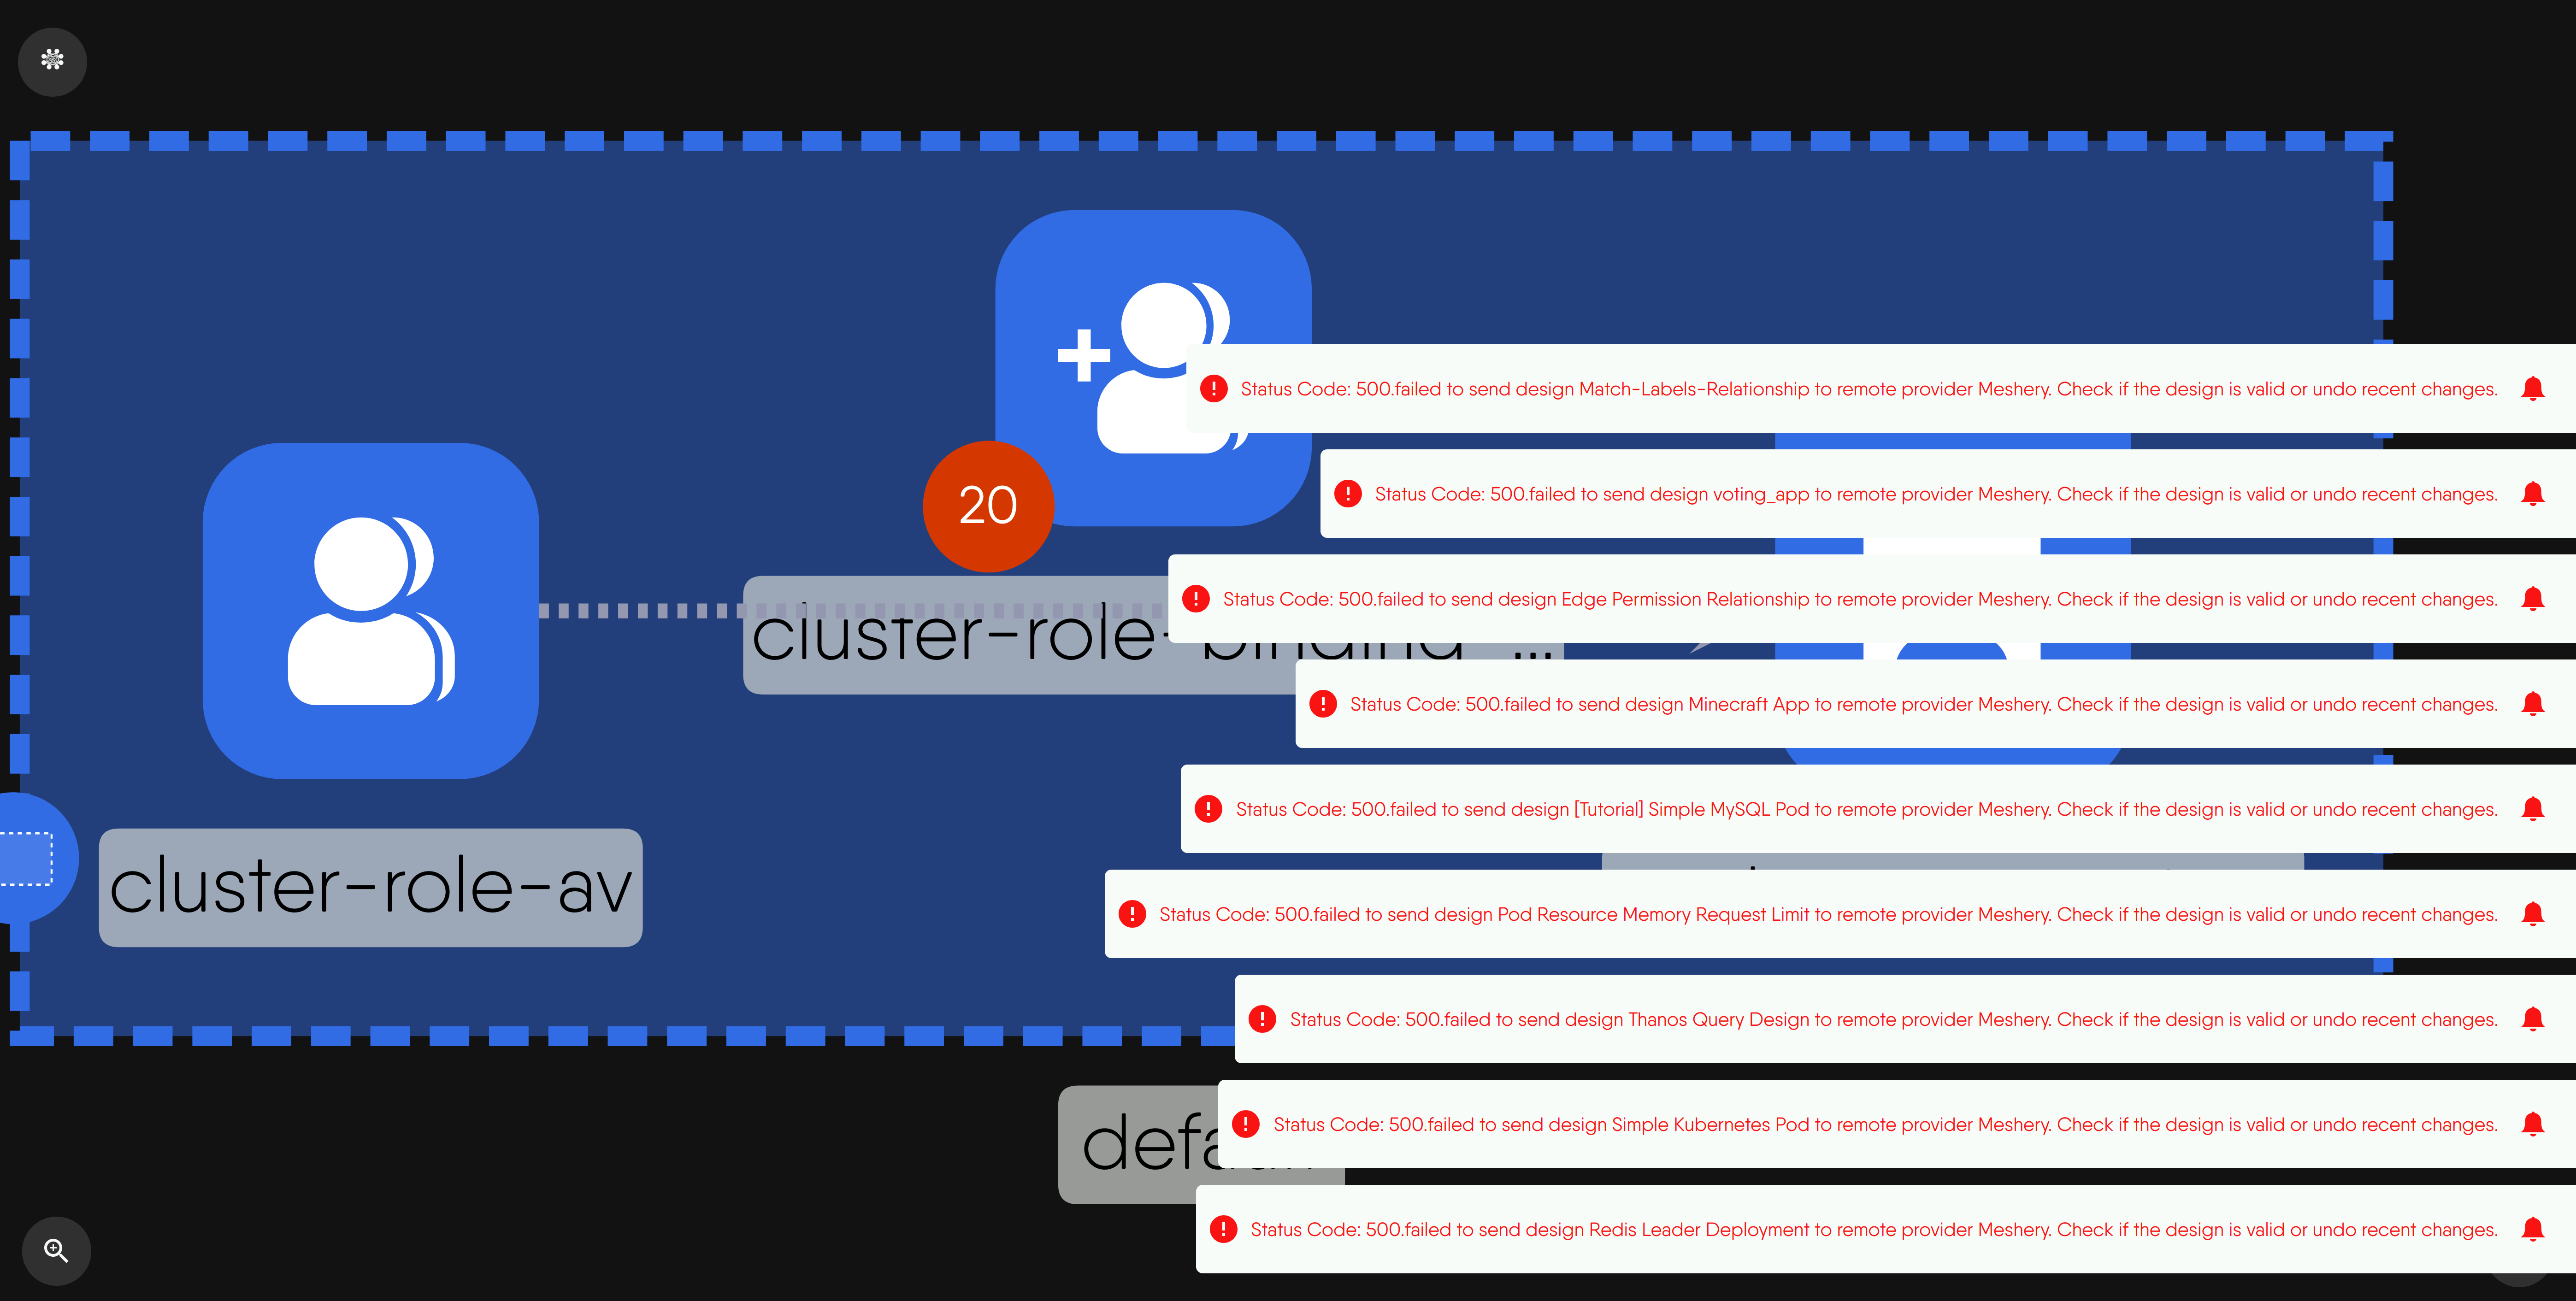 Status Code: 500.failed to send design Match-Labels-Relationship to remote provider Meshery. Check if the design is valid or undo recent changes.
Status Code: 500.failed to send design voting_app to remote provider Meshery. Check if the design is valid or undo recent changes.
20
Status Code: 500.failed to send design Edge Permission Relationship to remote provider Meshery. Check if the design is valid or undo recent changes.
cluster-role-binding-...
Status Code: 500.failed to send design Minecraft App to remote provider Meshery. Check if the design is valid or undo recent changes.
Status Code: 500.failed to send design [Tutorial] Simple MySQL Pod to remote provider Meshery. Check if the design is valid or undo recent changes.
cluster-role-av
Status Code: 500.failed to send design Pod Resource Memory Request Limit to remote provider Meshery. Check if the design is valid or undo recent changes.
Status Code: 500.failed to send design Thanos Query Design to remote provider Meshery. Check if the design is valid or undo recent changes.
Status Code: 500.failed to send design Simple Kubernetes Pod to remote provider Meshery. Check if the design is valid or undo recent changes.
Status Code: 500.failed to send design Redis Leader Deployment to remote provider Meshery. Check if the design is valid or undo recent changes.